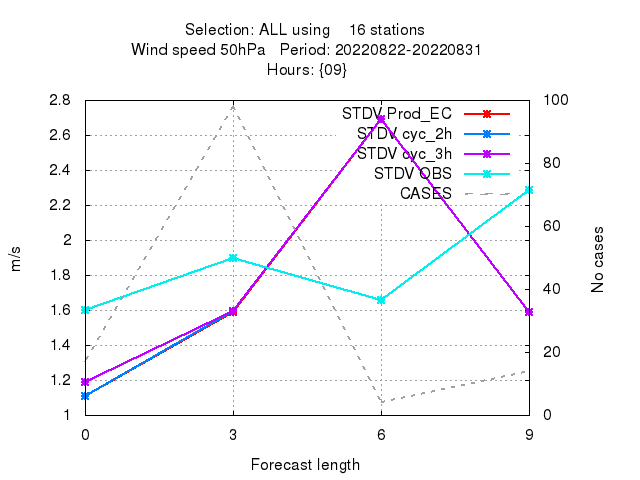 Selection: ALL using 16 stations
Wind speed 50hPa Period: 20220822-20220831
Hours: {09}
STDV Prod_EC
STDV cyc_2h
STDV cyc_3h
STDV OBS
CASES
2.8
2.6
2.4
2.2
2
1.8
1.6
1.4
1.2
1
m/s
100
80
60
40
20
0
No cases
0 3 6 9
Forecast length